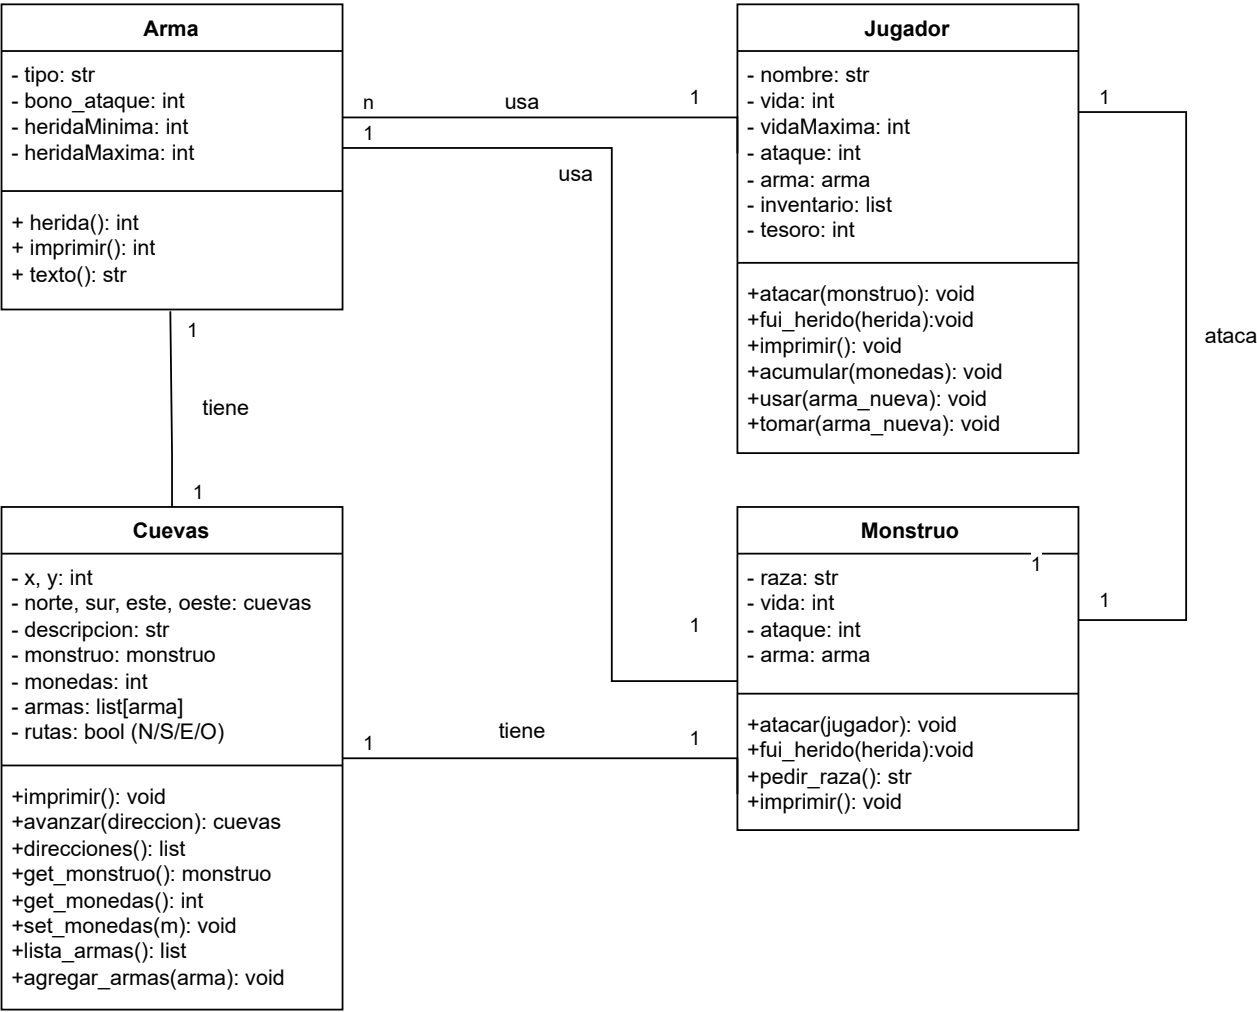 Arma
- tipo: str
- bono_ataque: int
- heridaMinima: int
- heridaMaxima: int
+ herida(): int
+ imprimir(): int
+ texto(): str
n
usa
1
1
usa
Jugador
- nombre: str
- vida: int
- vidaMaxima: int
- ataque: int
- arma: arma
- inventario: list
- tesoro: int
+atacar(monstruo): void
+fui_herido(herida):void
+imprimir(): void
+acumular(monedas): void
+usar(arma_nueva): void
+tomar(arma_nueva): void
1
ataca
1
1
tiene
1
Cuevas
- x, y: int
- norte, sur, este, oeste: cuevas
- descripcion: str
- monstruo: monstruo
- monedas: int
- armas: list[arma]
- rutas: bool (N/S/E/O)
+imprimir(): void
+avanzar(direccion): cuevas
+direcciones(): list
+get_monstruo(): monstruo
+get_monedas(): int
+set_monedas(m): void
+lista_armas(): list
+agregar_armas(arma): void
1
tiene
1
1
Monstruo
1
- raza: str
- vida: int
- ataque: int
- arma: arma
+atacar(jugador): void
+fui_herido(herida):void
+pedir_raza(): str
+imprimir(): void